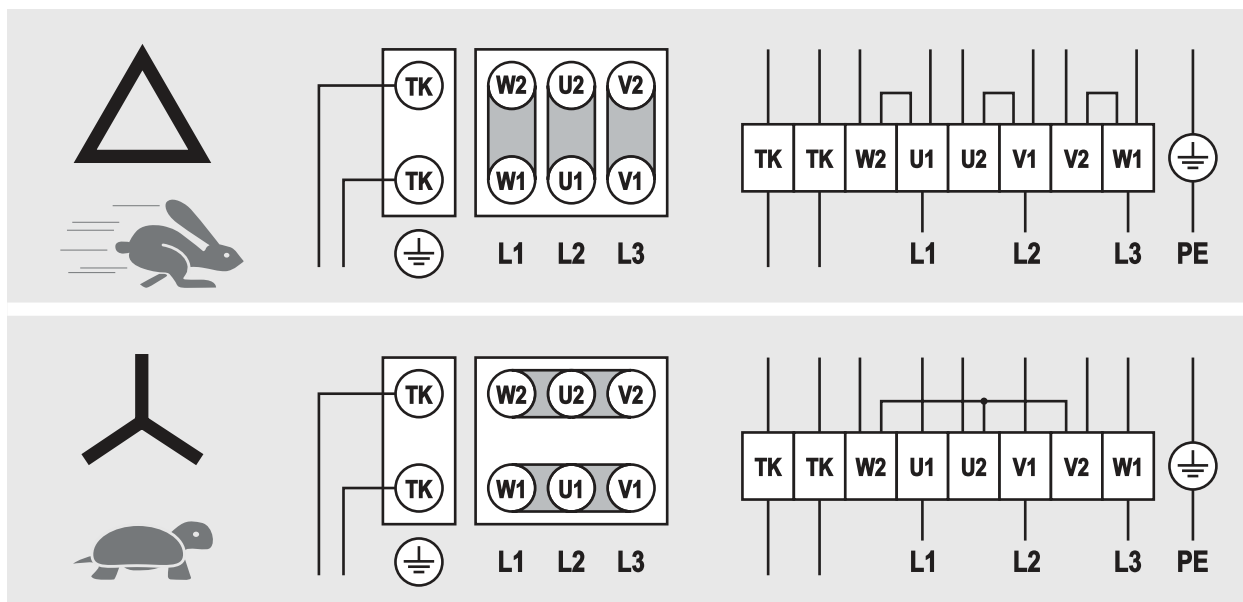 TK W2 U2 V2
TK W1 U1 V1
L1 L2 L3
TK TK W2 U1 U2 V1 V2 W1
L1 L2 L3 PE
TK W2 U2 V2
TK W1 U1 V1
L1 L2 L3
TK TK W2 U1 U2 V1 V2 W1
L1 L2 L3 PE